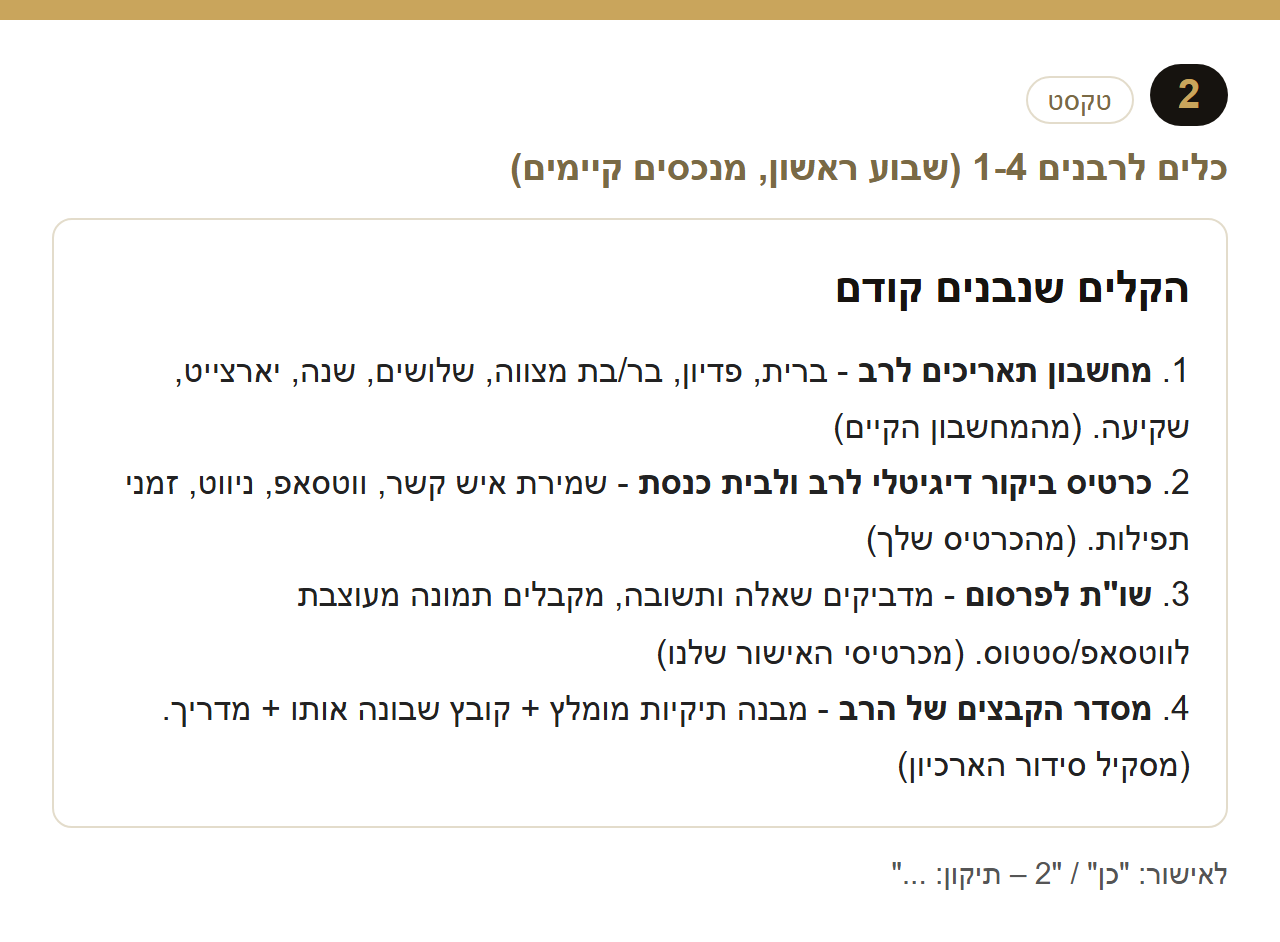 2
טקסט
כלים לרבנים 1-4 (שבוע ראשון, מנכסים קיימים)
הקלים שנבנים קודם
1. מחשבון תאריכים לרב - ברית, פדיון, בר/בת מצווה, שלושים, שנה, יארצייט,
שקיעה. (מהמחשבון הקיים)
2. כרטיס ביקור דיגיטלי לרב ולבית כנסת - שמירת איש קשר, ווטסאפ, ניווט, זמני
תפילות. (מהכרטיס שלך)
3. שו"ת לפרסום - מדביקים שאלה ותשובה, מקבלים תמונה מעוצבת
לווטסאפ/סטטוס. (מכרטיסי האישור שלנו)
4. מסדר הקבצים של הרב - מבנה תיקיות מומלץ + קובץ שבונה אותו + מדריך.
(מסקיל סידור הארכיון)
לאישור: "כן" / "2 – תיקון: ..."